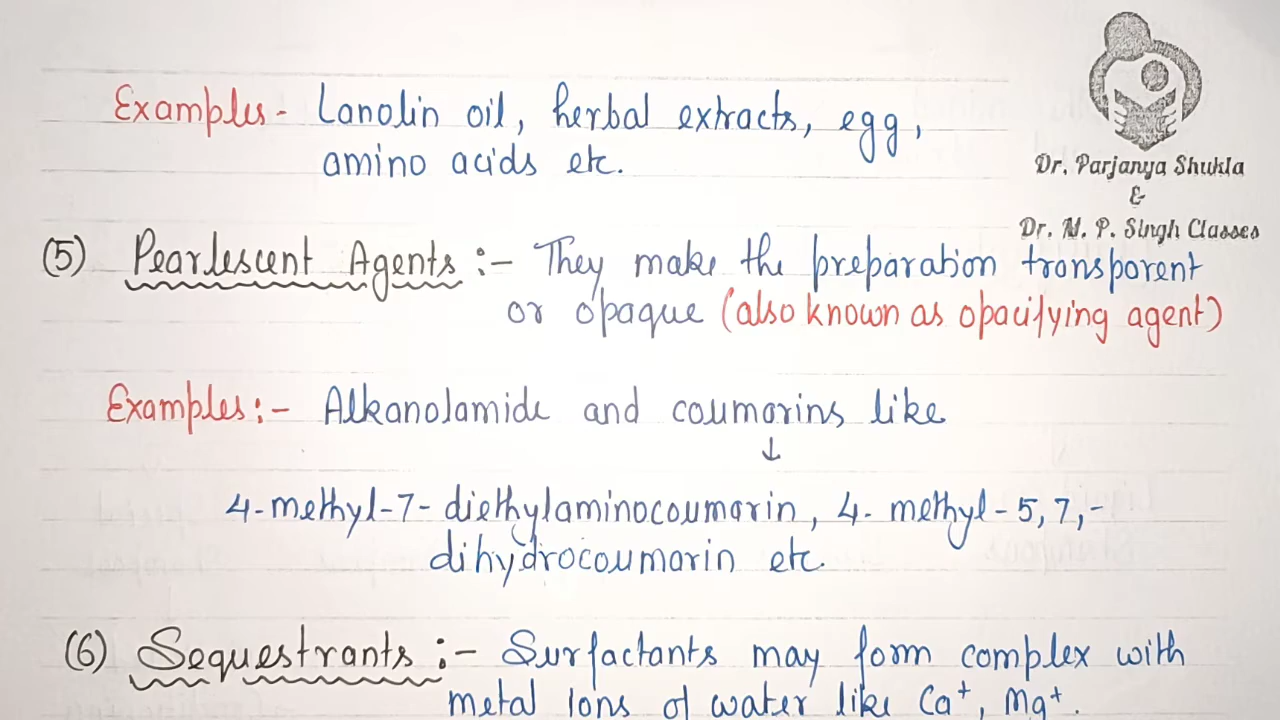 Examples - Lanolin oil, herbal extracts, egg,
amino acids etc.
Dr. Parjanya Shukla
&
Dr. M. P. Singh Classes
(5) Pearlescent Agents :- They make the preparation transparent
or opaque (also known as opacifying agent)
Examples :- Alkanolamide and coumarins like
↓
4-methyl-7-diethylaminocoumarin, 4-methyl-5,7,-
dihydrocoumarin etc.
(6) Sequestrants :- Surfactants may form complex with
metal ions of water like Ca⁺, Mg⁺.